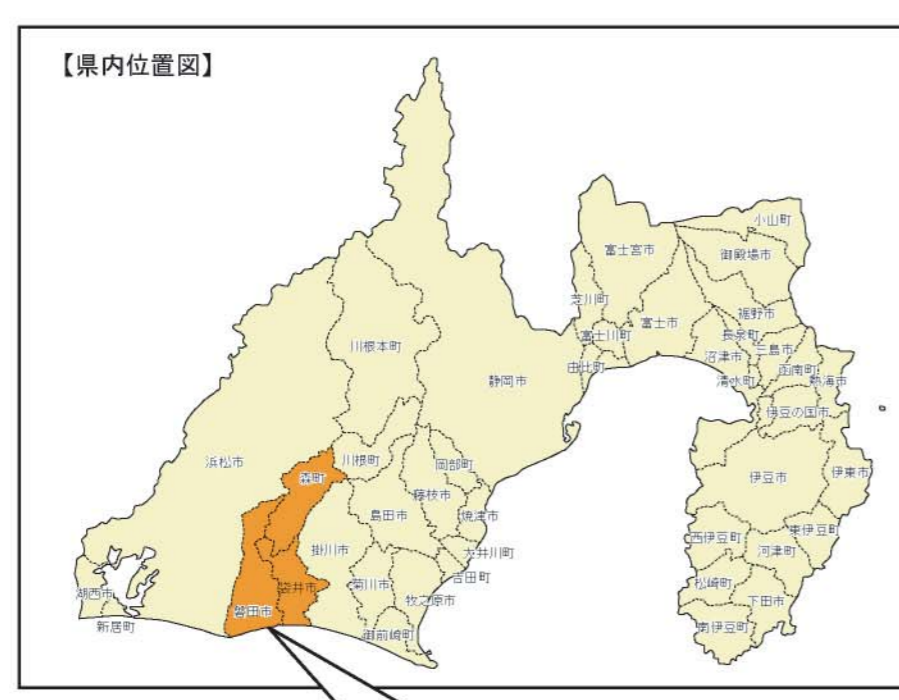 【県内位置図】
小山町
富士宮市
御殿場市
芝川町
裾野市
富士市
富士川町
長泉町
三島市
川根本町
沼津市
由比町
函南町
静岡市
清水町
熱海市
伊豆の国市
浜松市
川根町
岡部町
森町
伊豆市
伊東市
藤枝市
島田市
焼津市
東伊豆町
西伊豆町
掛川市
大井川町
河津町
吉田町
菊川市
松崎町
袋井市
湖西市
牧之原市
下田市
磐田市
新居町
南伊豆町
御前崎町